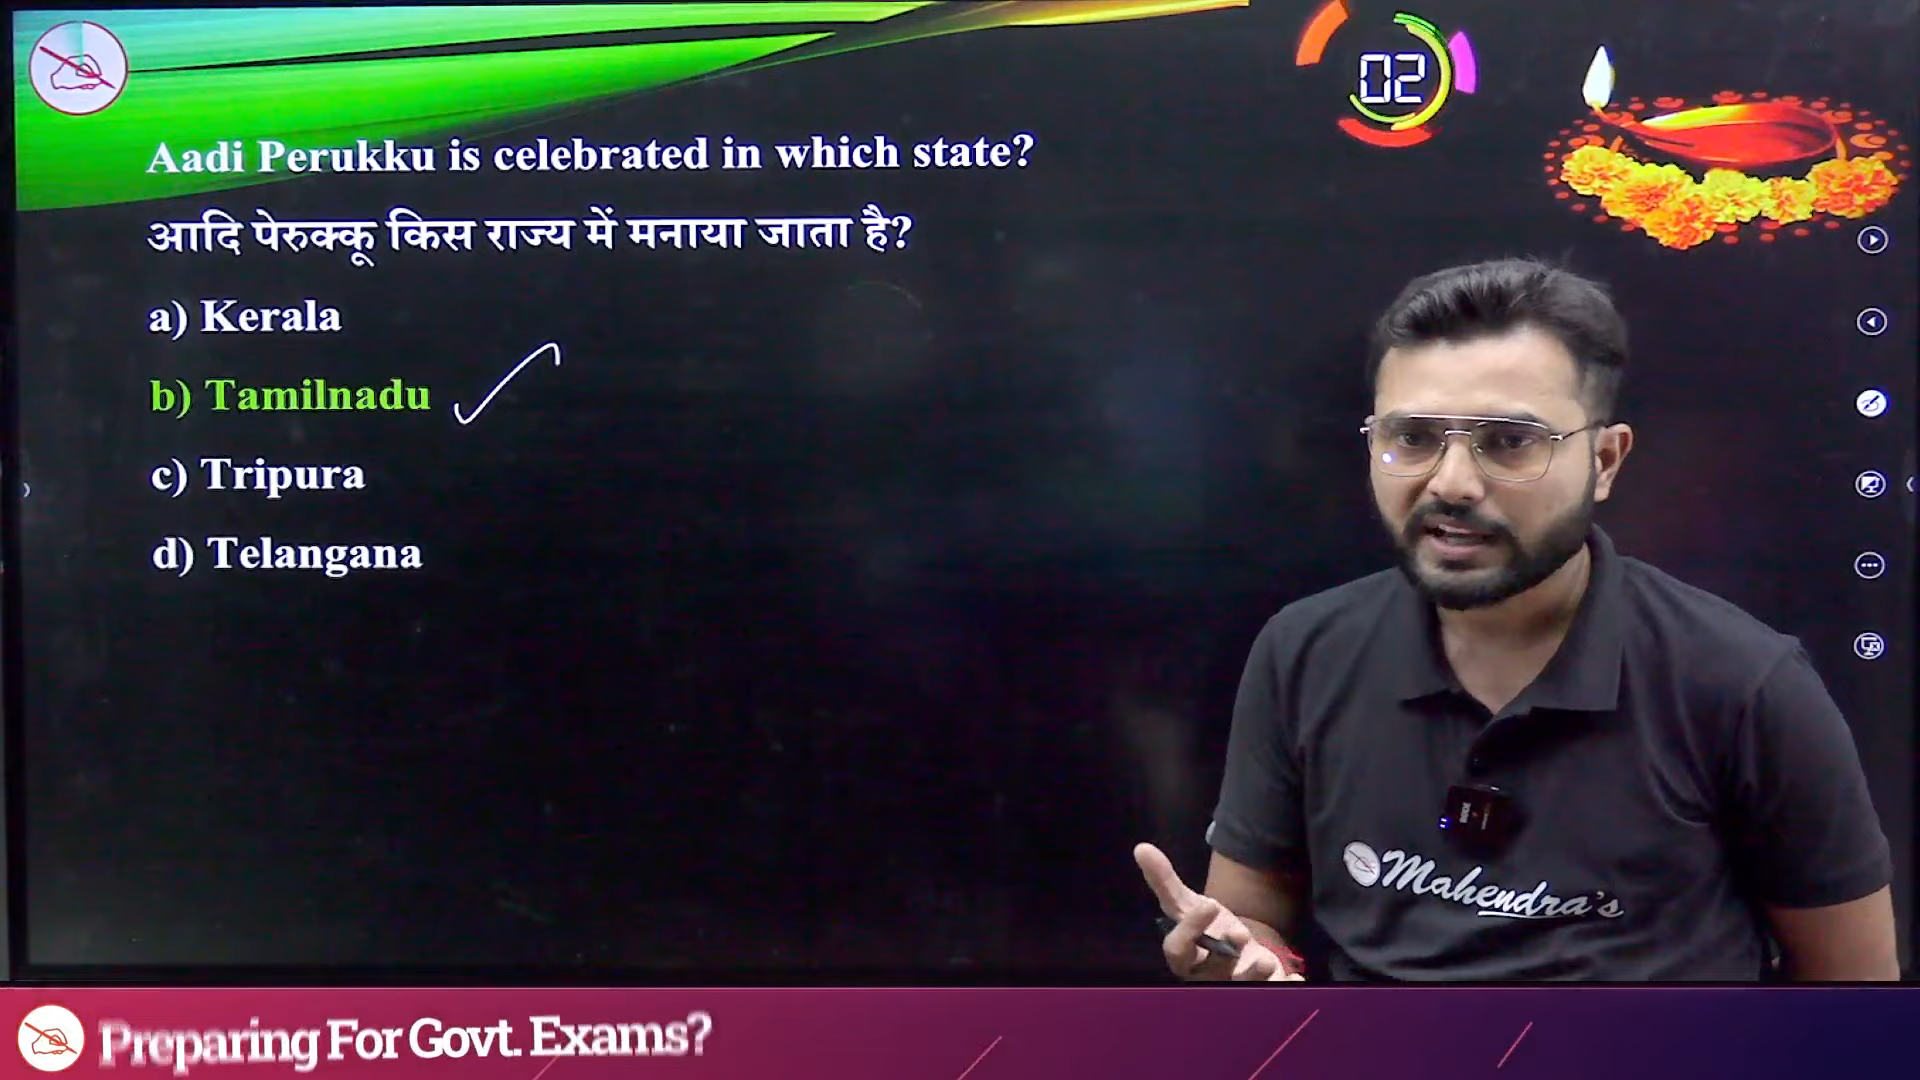 02
Aadi Perukku is celebrated in which state?
आदि पेरुक्कू किस राज्य में मनाया जाता है?
a) Kerala
b) Tamilnadu
c) Tripura
d) Telangana
Mahendra's
Preparing For Govt. Exams?